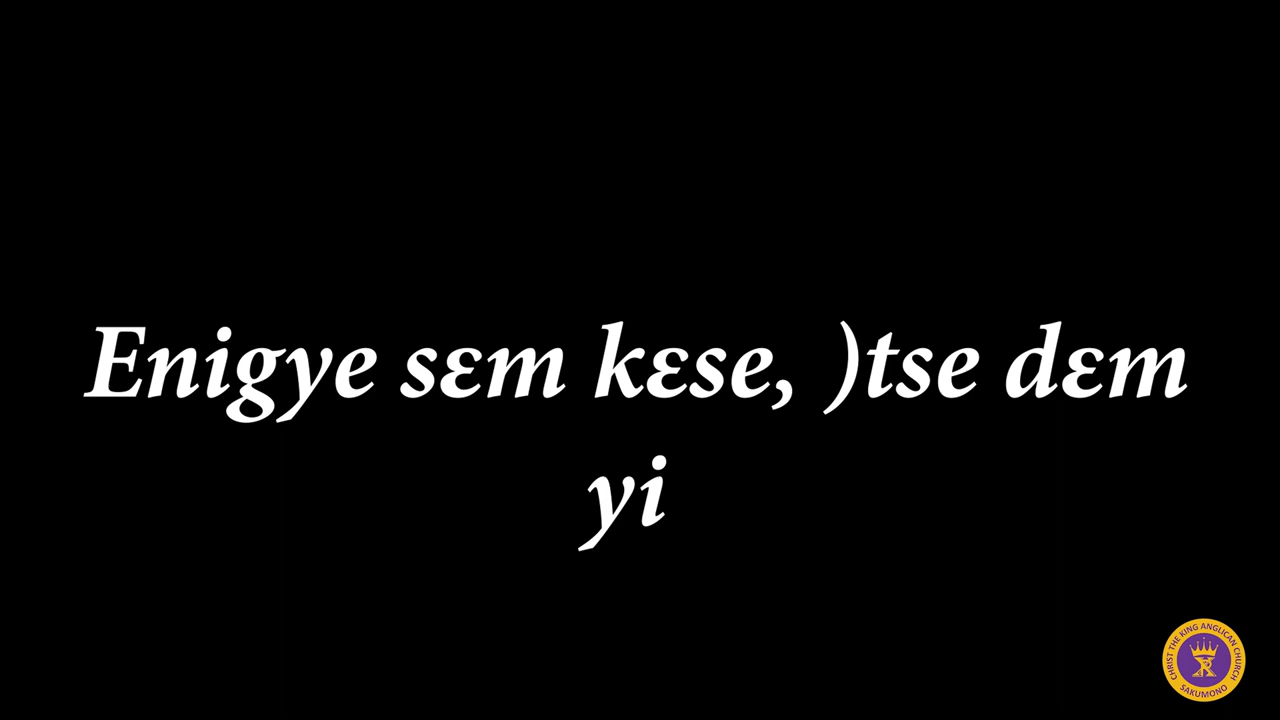 Enigye sɛm kɛse, )tse dɛm
yi
CHRIST THE KING ANGLICAN CHURCH
SAKUMONO